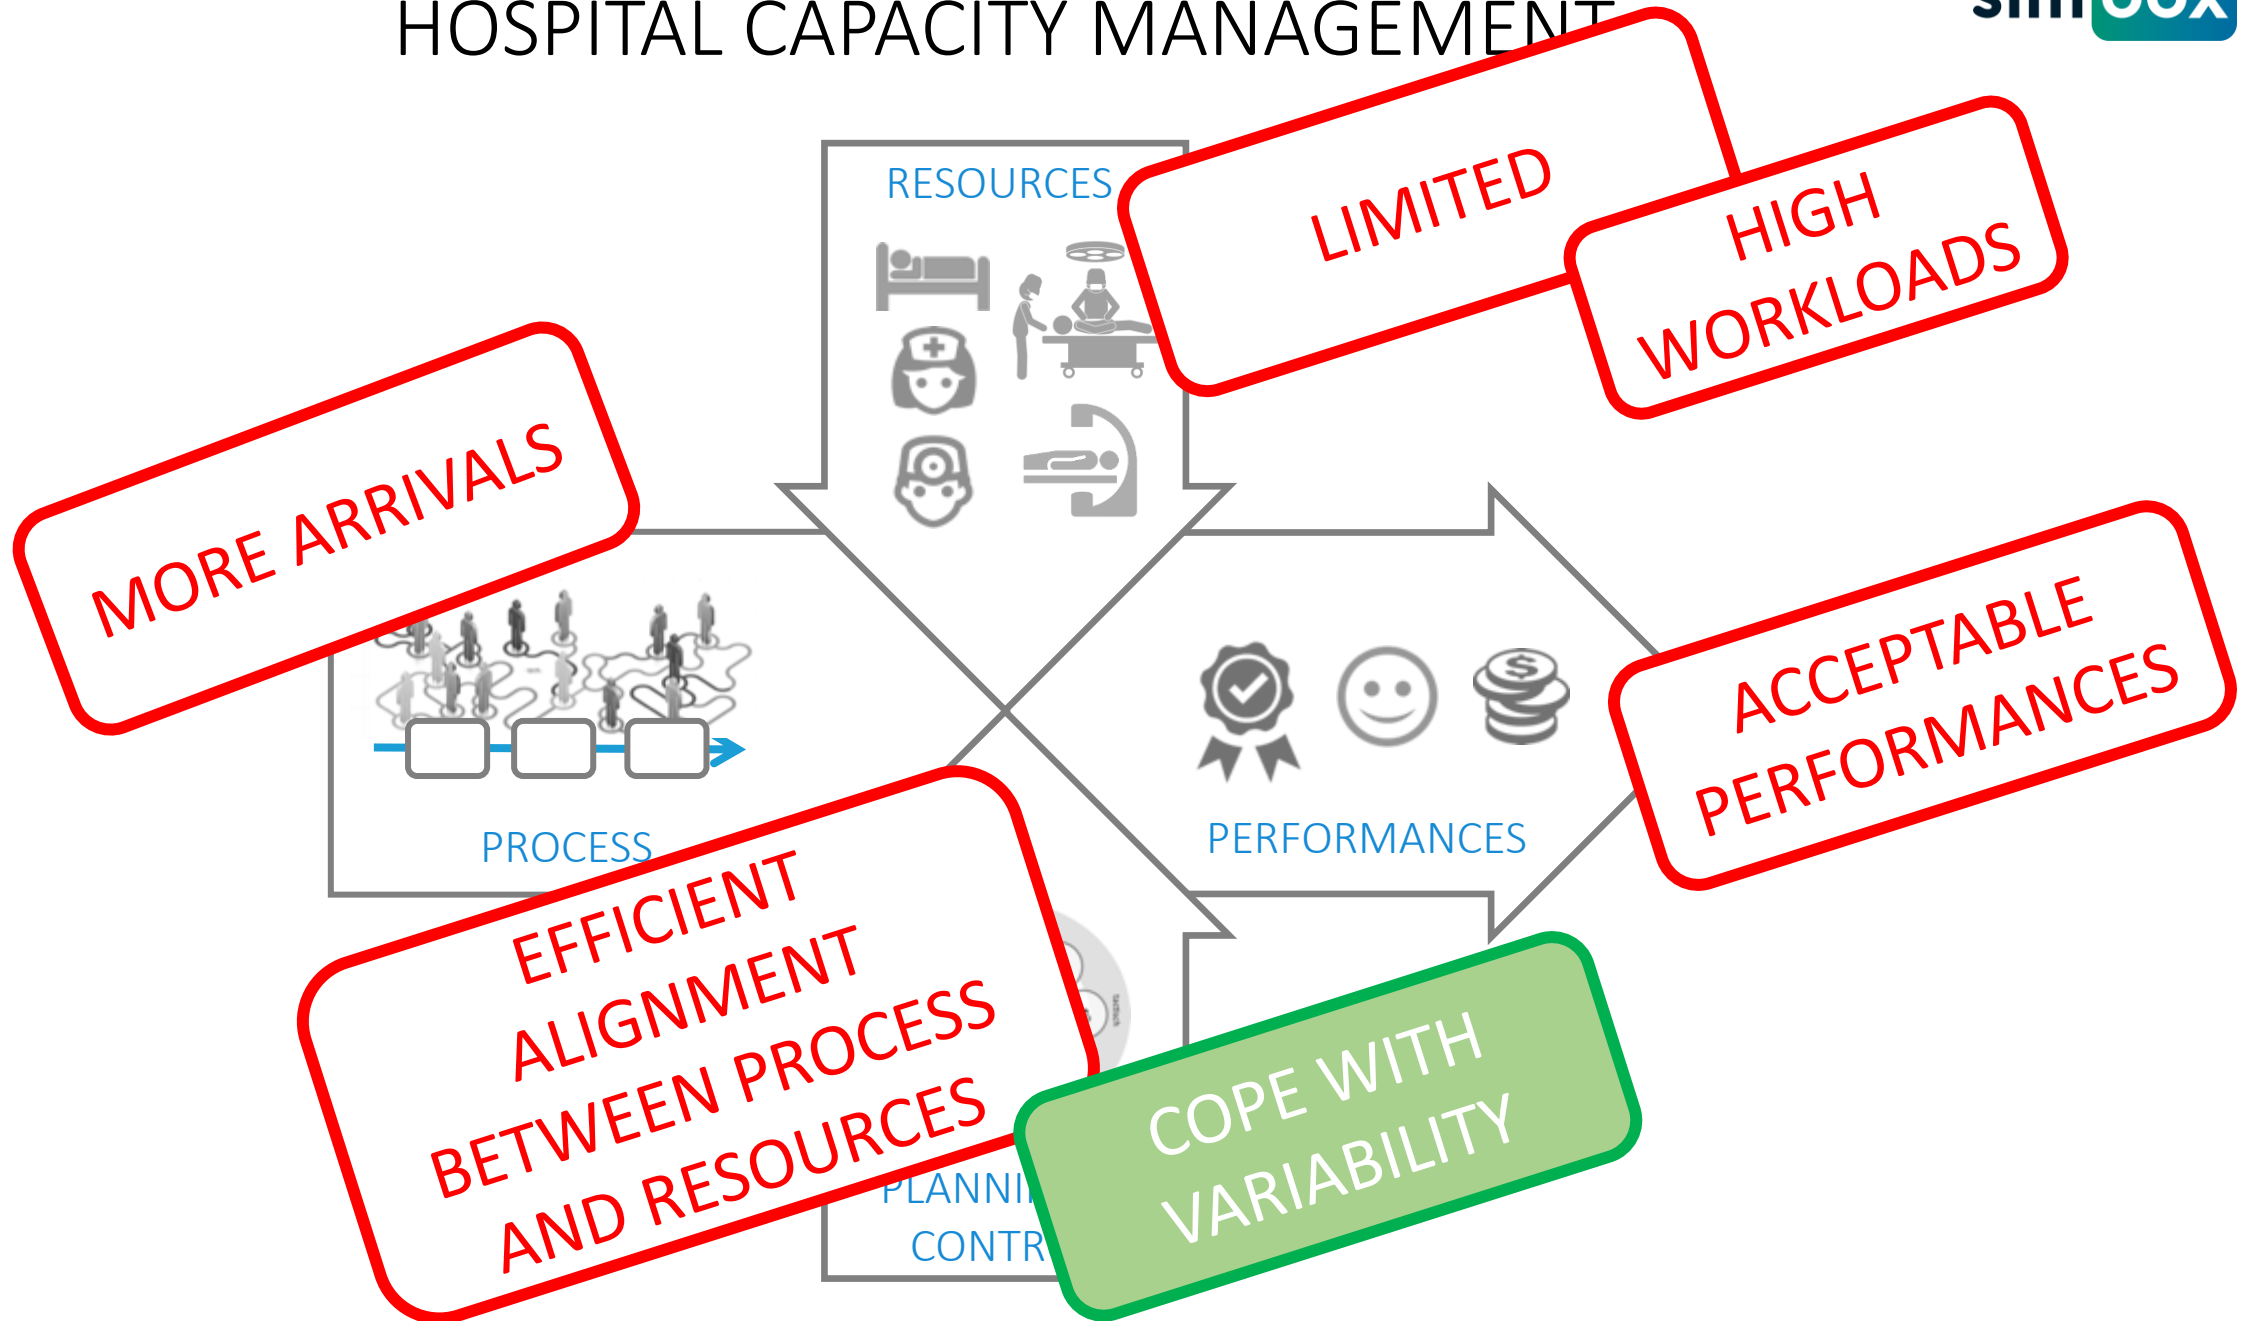 HOSPITAL CAPACITY MANAGEMENT
RESOURCES
LIMITED
HIGH
WORKLOADS
MORE ARRIVALS
ACCEPTABLE
PERFORMANCES
PROCESS
PERFORMANCES
EFFICIENT
ALIGNMENT
BETWEEN PROCESS
AND RESOURCES
COPE WITH
VARIABILITY